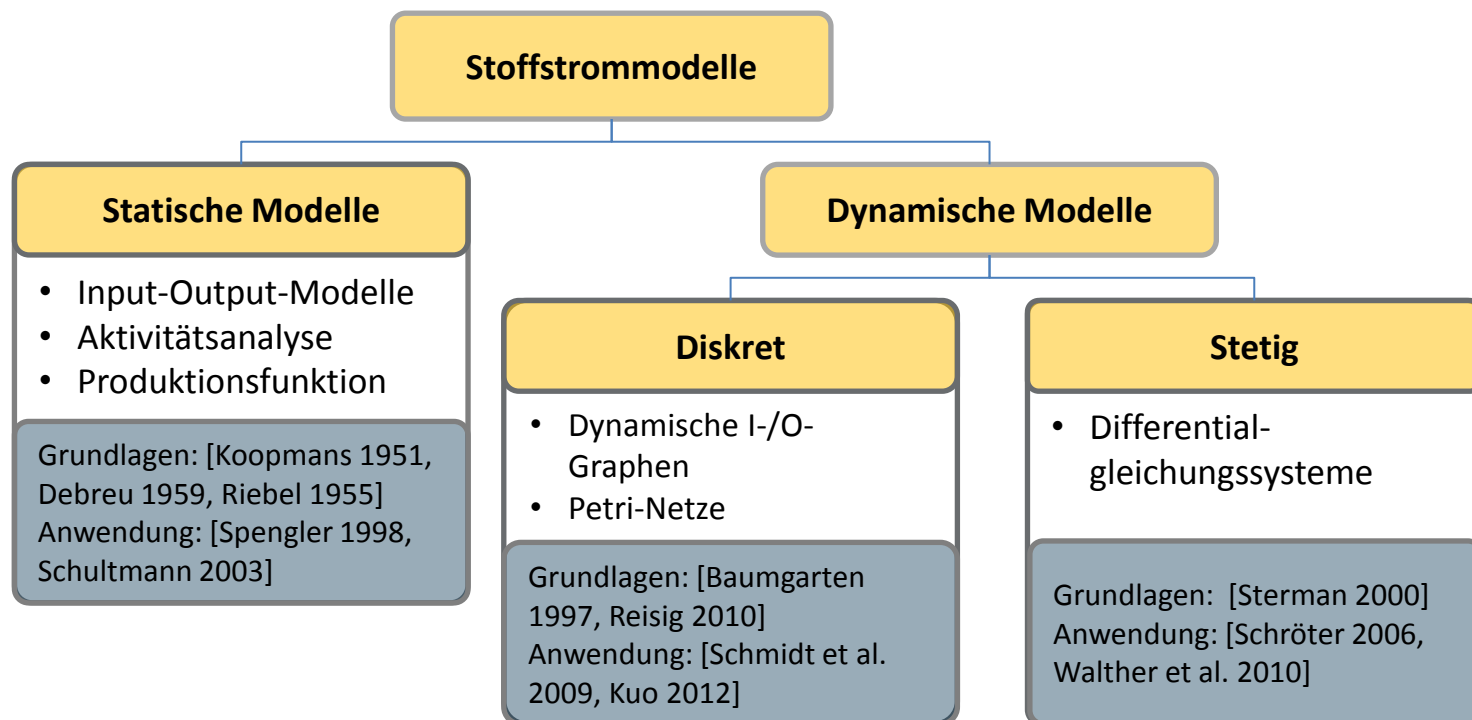 Stoffstrommodelle
Statische Modelle
• Input-Output-Modelle
• Aktivitätsanalyse
• Produktionsfunktion
Grundlagen: [Koopmans 1951,
Debreu 1959, Riebel 1955]
Anwendung: [Spengler 1998,
Schultmann 2003]
Dynamische Modelle
Diskret
• Dynamische I-/O-
Graphen
• Petri-Netze
Grundlagen: [Baumgarten
1997, Reisig 2010]
Anwendung: [Schmidt et al.
2009, Kuo 2012]
Stetig
• Differential-
gleichungssysteme
Grundlagen: [Sterman 2000]
Anwendung: [Schröter 2006,
Walther et al. 2010]